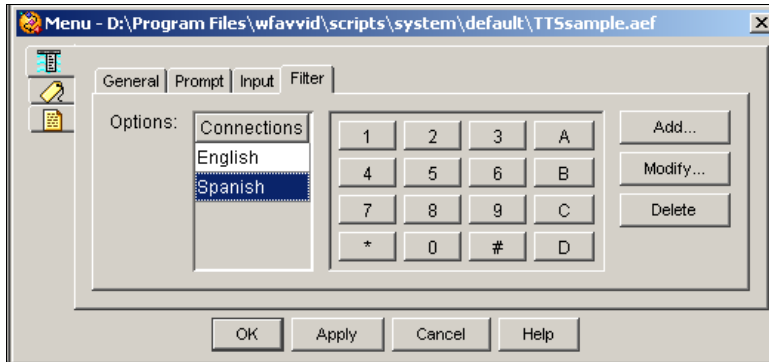 Menu - D:\Program Files\wfavvid\scripts\system\default\TTSsample.aef
General Prompt Input Filter
Options: Connections 1 2 3 A Add...
English 4 5 6 B Modify...
Spanish 7 8 9 C Delete
* 0 # D
OK Apply Cancel Help